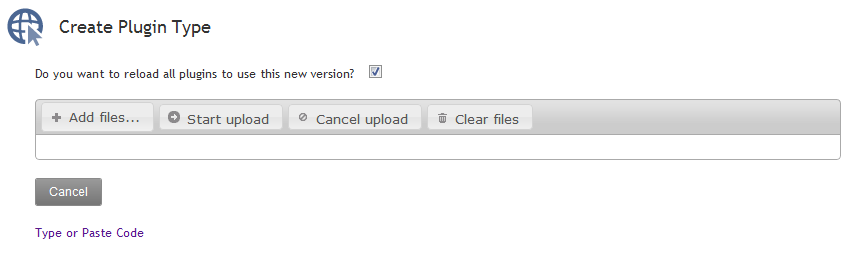 Create Plugin Type
Do you want to reload all plugins to use this new version?
Add files... Start upload Cancel upload Clear files
Cancel
Type or Paste Code